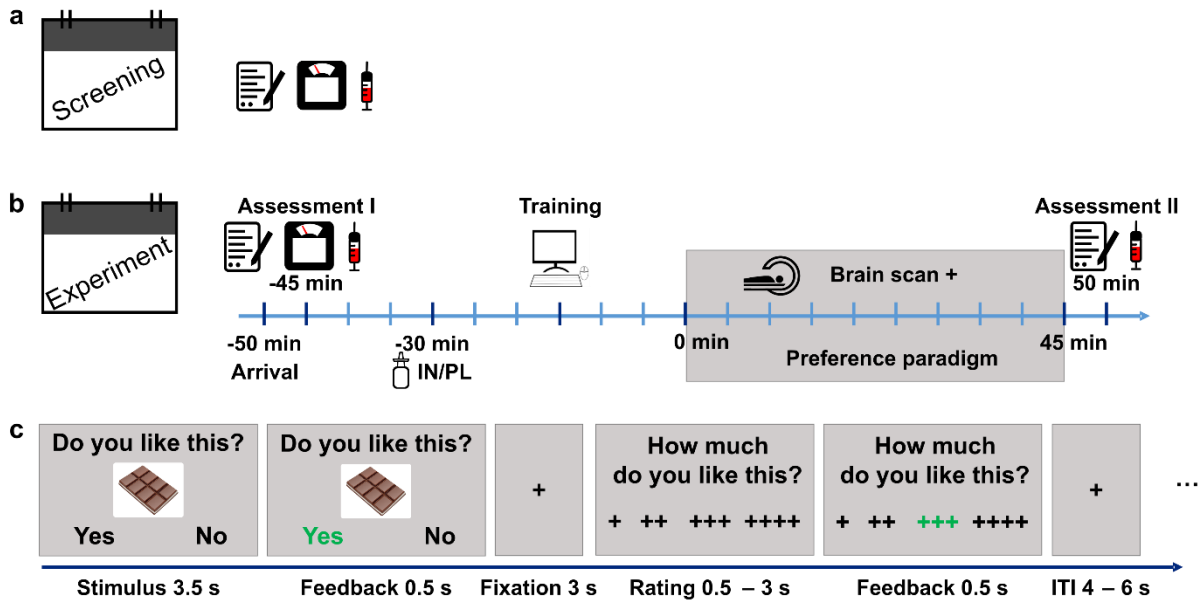 a
Screening
b
Experiment
Assessment I
Training
Assessment II
-45 min
50 min
Brain scan +
-50 min
-30 min
0 min
45 min
Arrival
IN/PL
Preference paradigm
c
Do you like this?
Yes No
Do you like this?
Yes No
+
How much
do you like this?
+ ++ +++ ++++
How much
do you like this?
+ ++ +++ ++++
+
...
Stimulus 3.5 s
Feedback 0.5 s
Fixation 3 s
Rating 0.5 – 3 s
Feedback 0.5 s
ITI 4 – 6 s